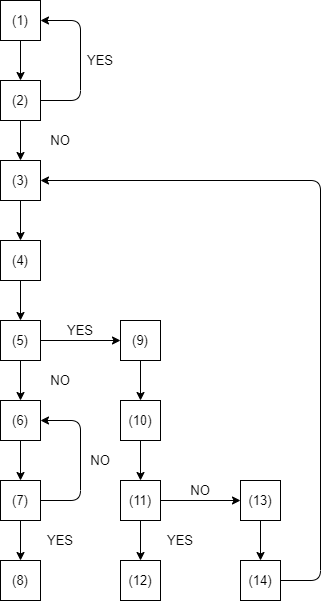 (1)
YES
(2)
NO
(3)
(4)
(5)
YES
(9)
NO
(6)
(10)
NO
(7)
(11)
NO
(13)
YES
YES
(8)
(12)
(14)